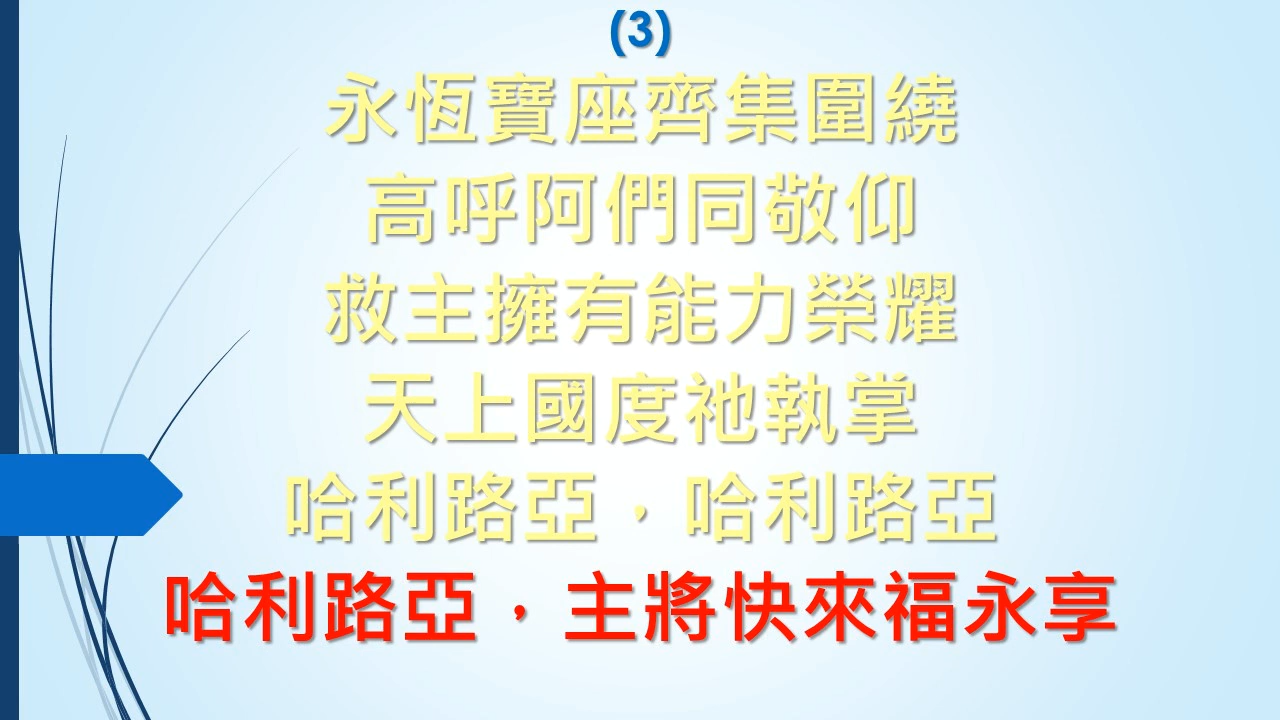 (3)
永恆寶座齊集圍繞
高呼阿們同敬仰
救主擁有能力榮耀
天上國度祂執掌
哈利路亞，哈利路亞
哈利路亞，主將快來福永享